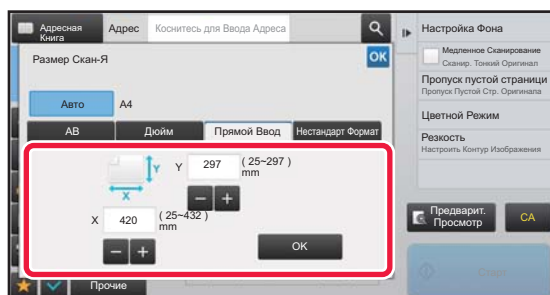 Адресная
Книга
Адрес
Коснитесь для Ввода Адреса
Размер Скан-Я
OK
Авто
A4
AB
Дюйм
Прямой Ввод
Нестандарт Формат
Y
Y
297
( 25~297 )
mm
X
X
420
( 25~432 )
mm
OK
Прочие
Настройка Фона
Медленное Сканирование
Сканир. Тонкий Оригинал
Пропуск пустой страници
Пропуск Пустой Стр. Оригинала
Цветной Режим
Резкость
Настроить Контур Изображения
Предварит.
Просмотр
CA
Старт